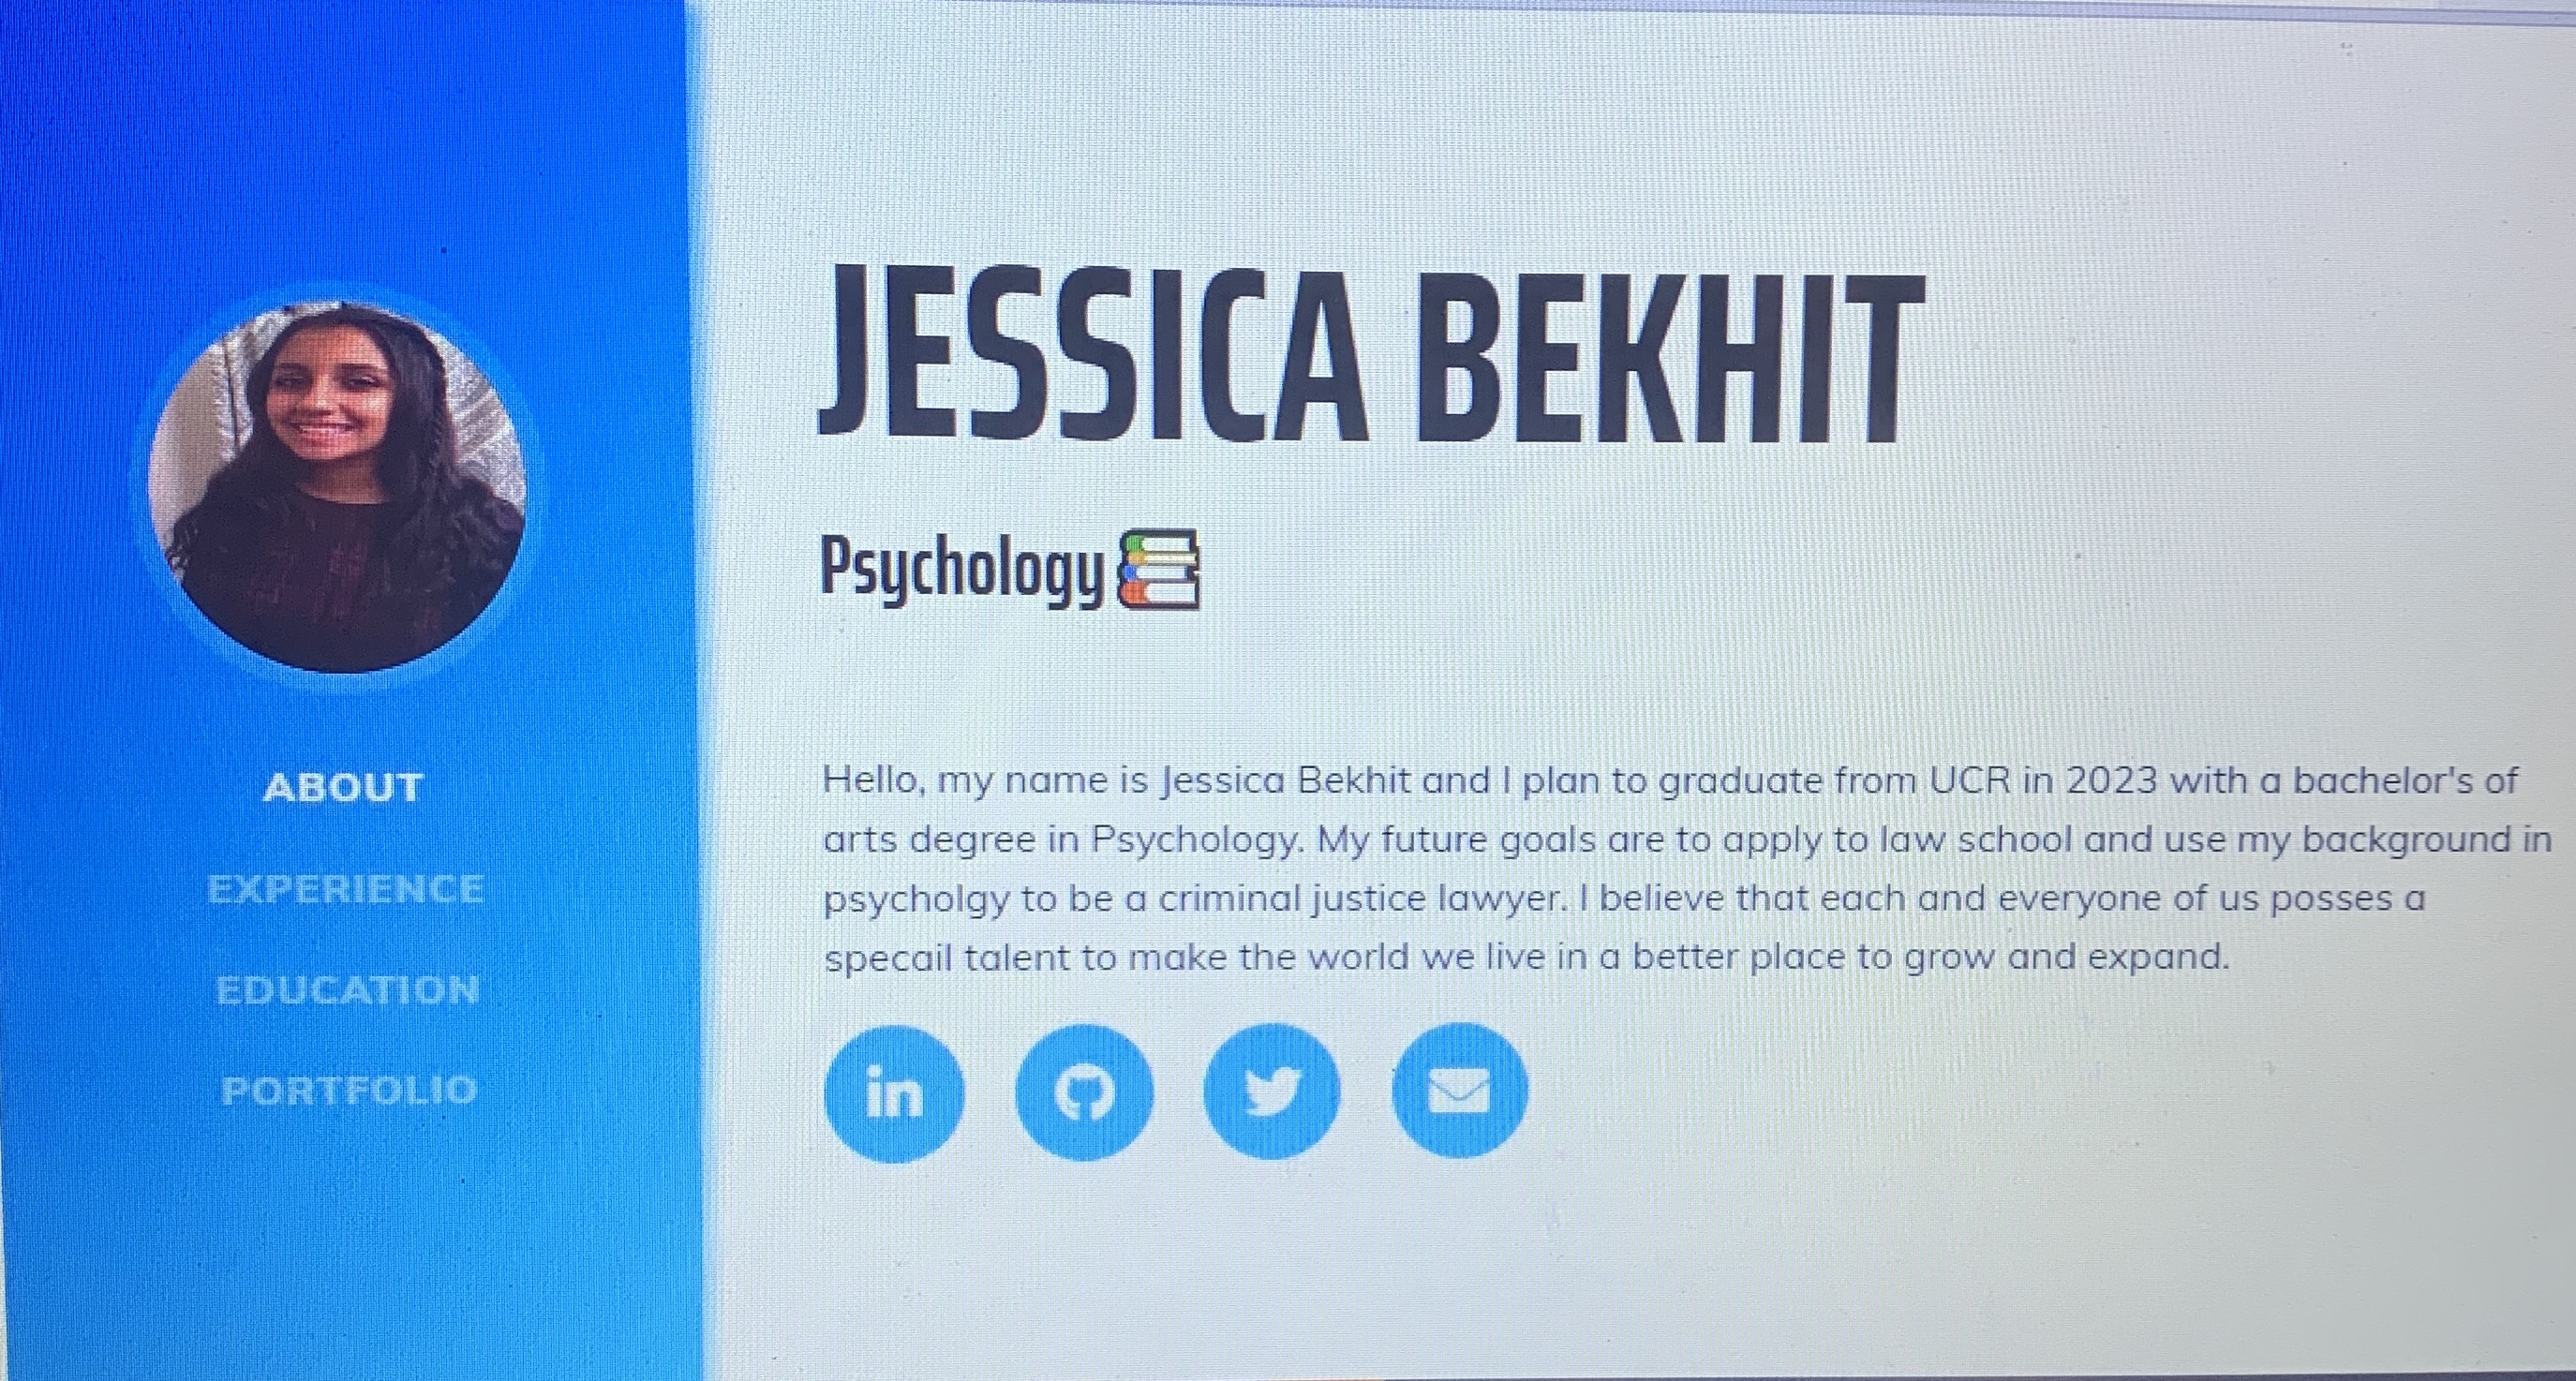 JESSICA BEKHIT
Psychology
Hello, my name is Jessica Bekhit and I plan to graduate from UCR in 2023 with a bachelor's of
arts degree in Psychology. My future goals are to apply to law school and use my background in
psycholgy to be a criminal justice lawyer. I believe that each and everyone of us posses a
specail talent to make the world we live in a better place to grow and expand.
in
ABOUT
EXPERIENCE
EDUCATION
PORTFOLIO